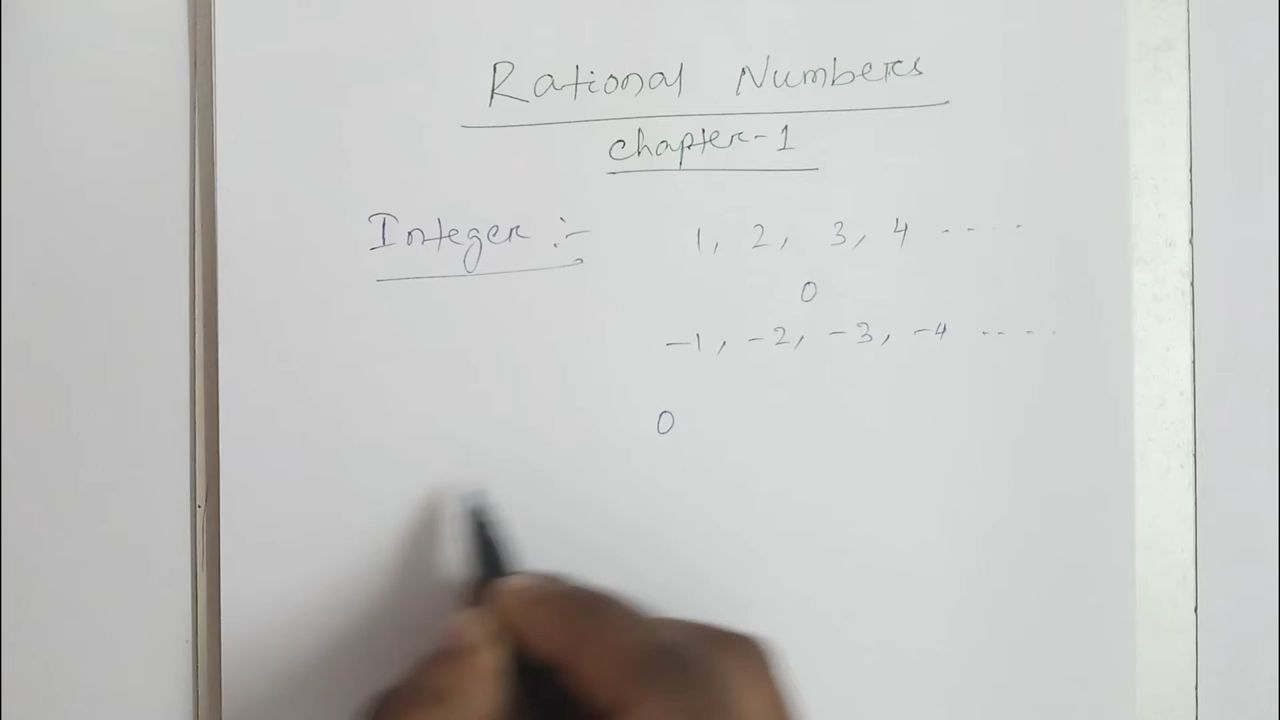 Rational Numbers
chapter-1
Integer :- 1, 2, 3, 4 ....
0
-1, -2, -3, -4 ....
0